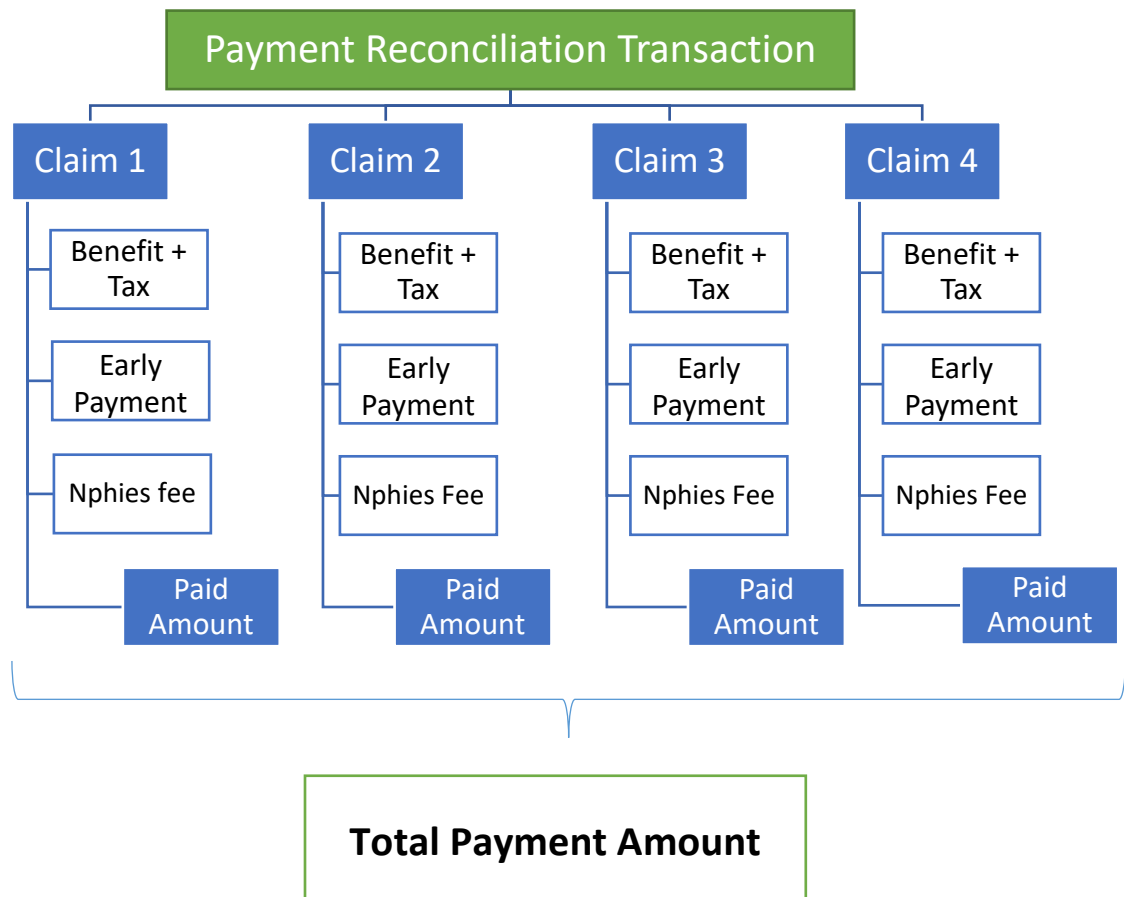 Payment Reconciliation Transaction
Claim 1
Claim 2
Claim 3
Claim 4
Benefit +
Tax
Benefit +
Tax
Benefit +
Tax
Benefit +
Tax
Early
Payment
Early
Payment
Early
Payment
Early
Payment
Nphies fee
Nphies Fee
Nphies Fee
Nphies Fee
Paid
Amount
Paid
Amount
Paid
Amount
Paid
Amount
Total Payment Amount